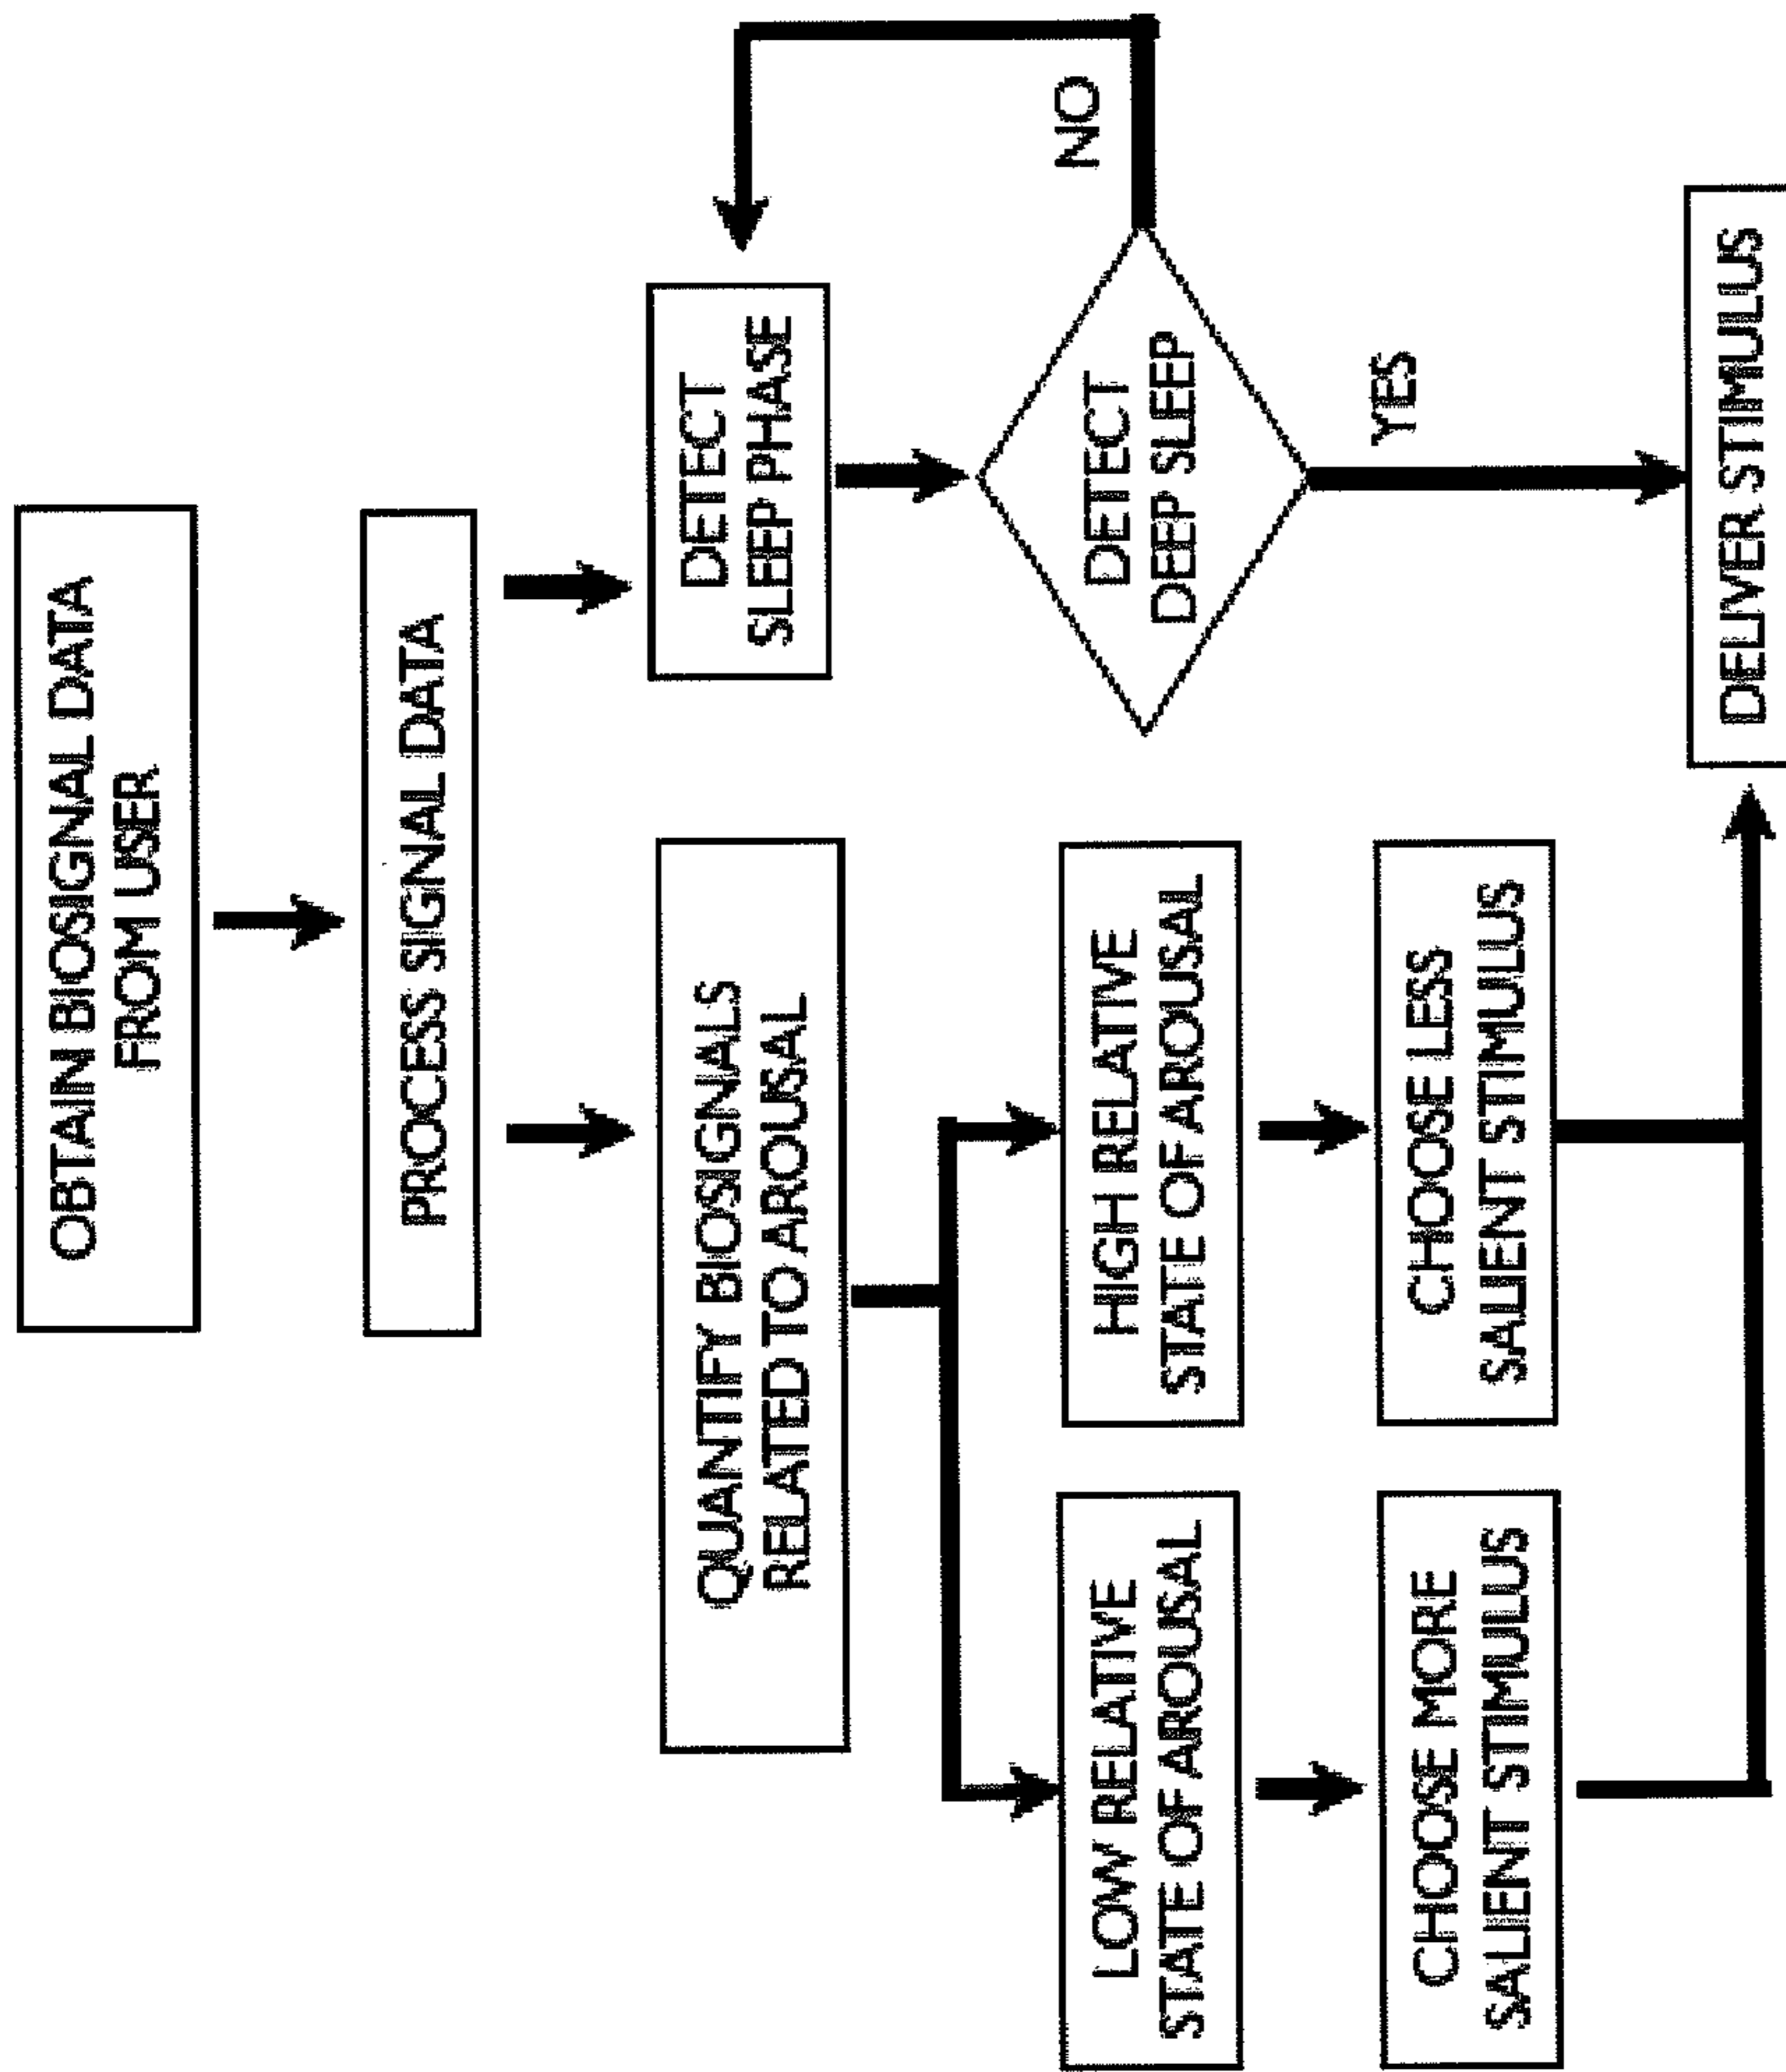 OBTAIN BIOSIGNAL DATA
FROM USER
PROCESS SIGNAL DATA
QUANTIFY BIOSIGNALS
RELATED TO AROUSAL
DETECT
SLEEP PHASE
LOW RELATIVE
STATE OF AROUSAL
HIGH RELATIVE
STATE OF AROUSAL
DETECT
DEEP SLEEP
NO
CHOOSE MORE
SALIENT STIMULUS
CHOOSE LESS
SALIENT STIMULUS
YES
DELIVER STIMULUS